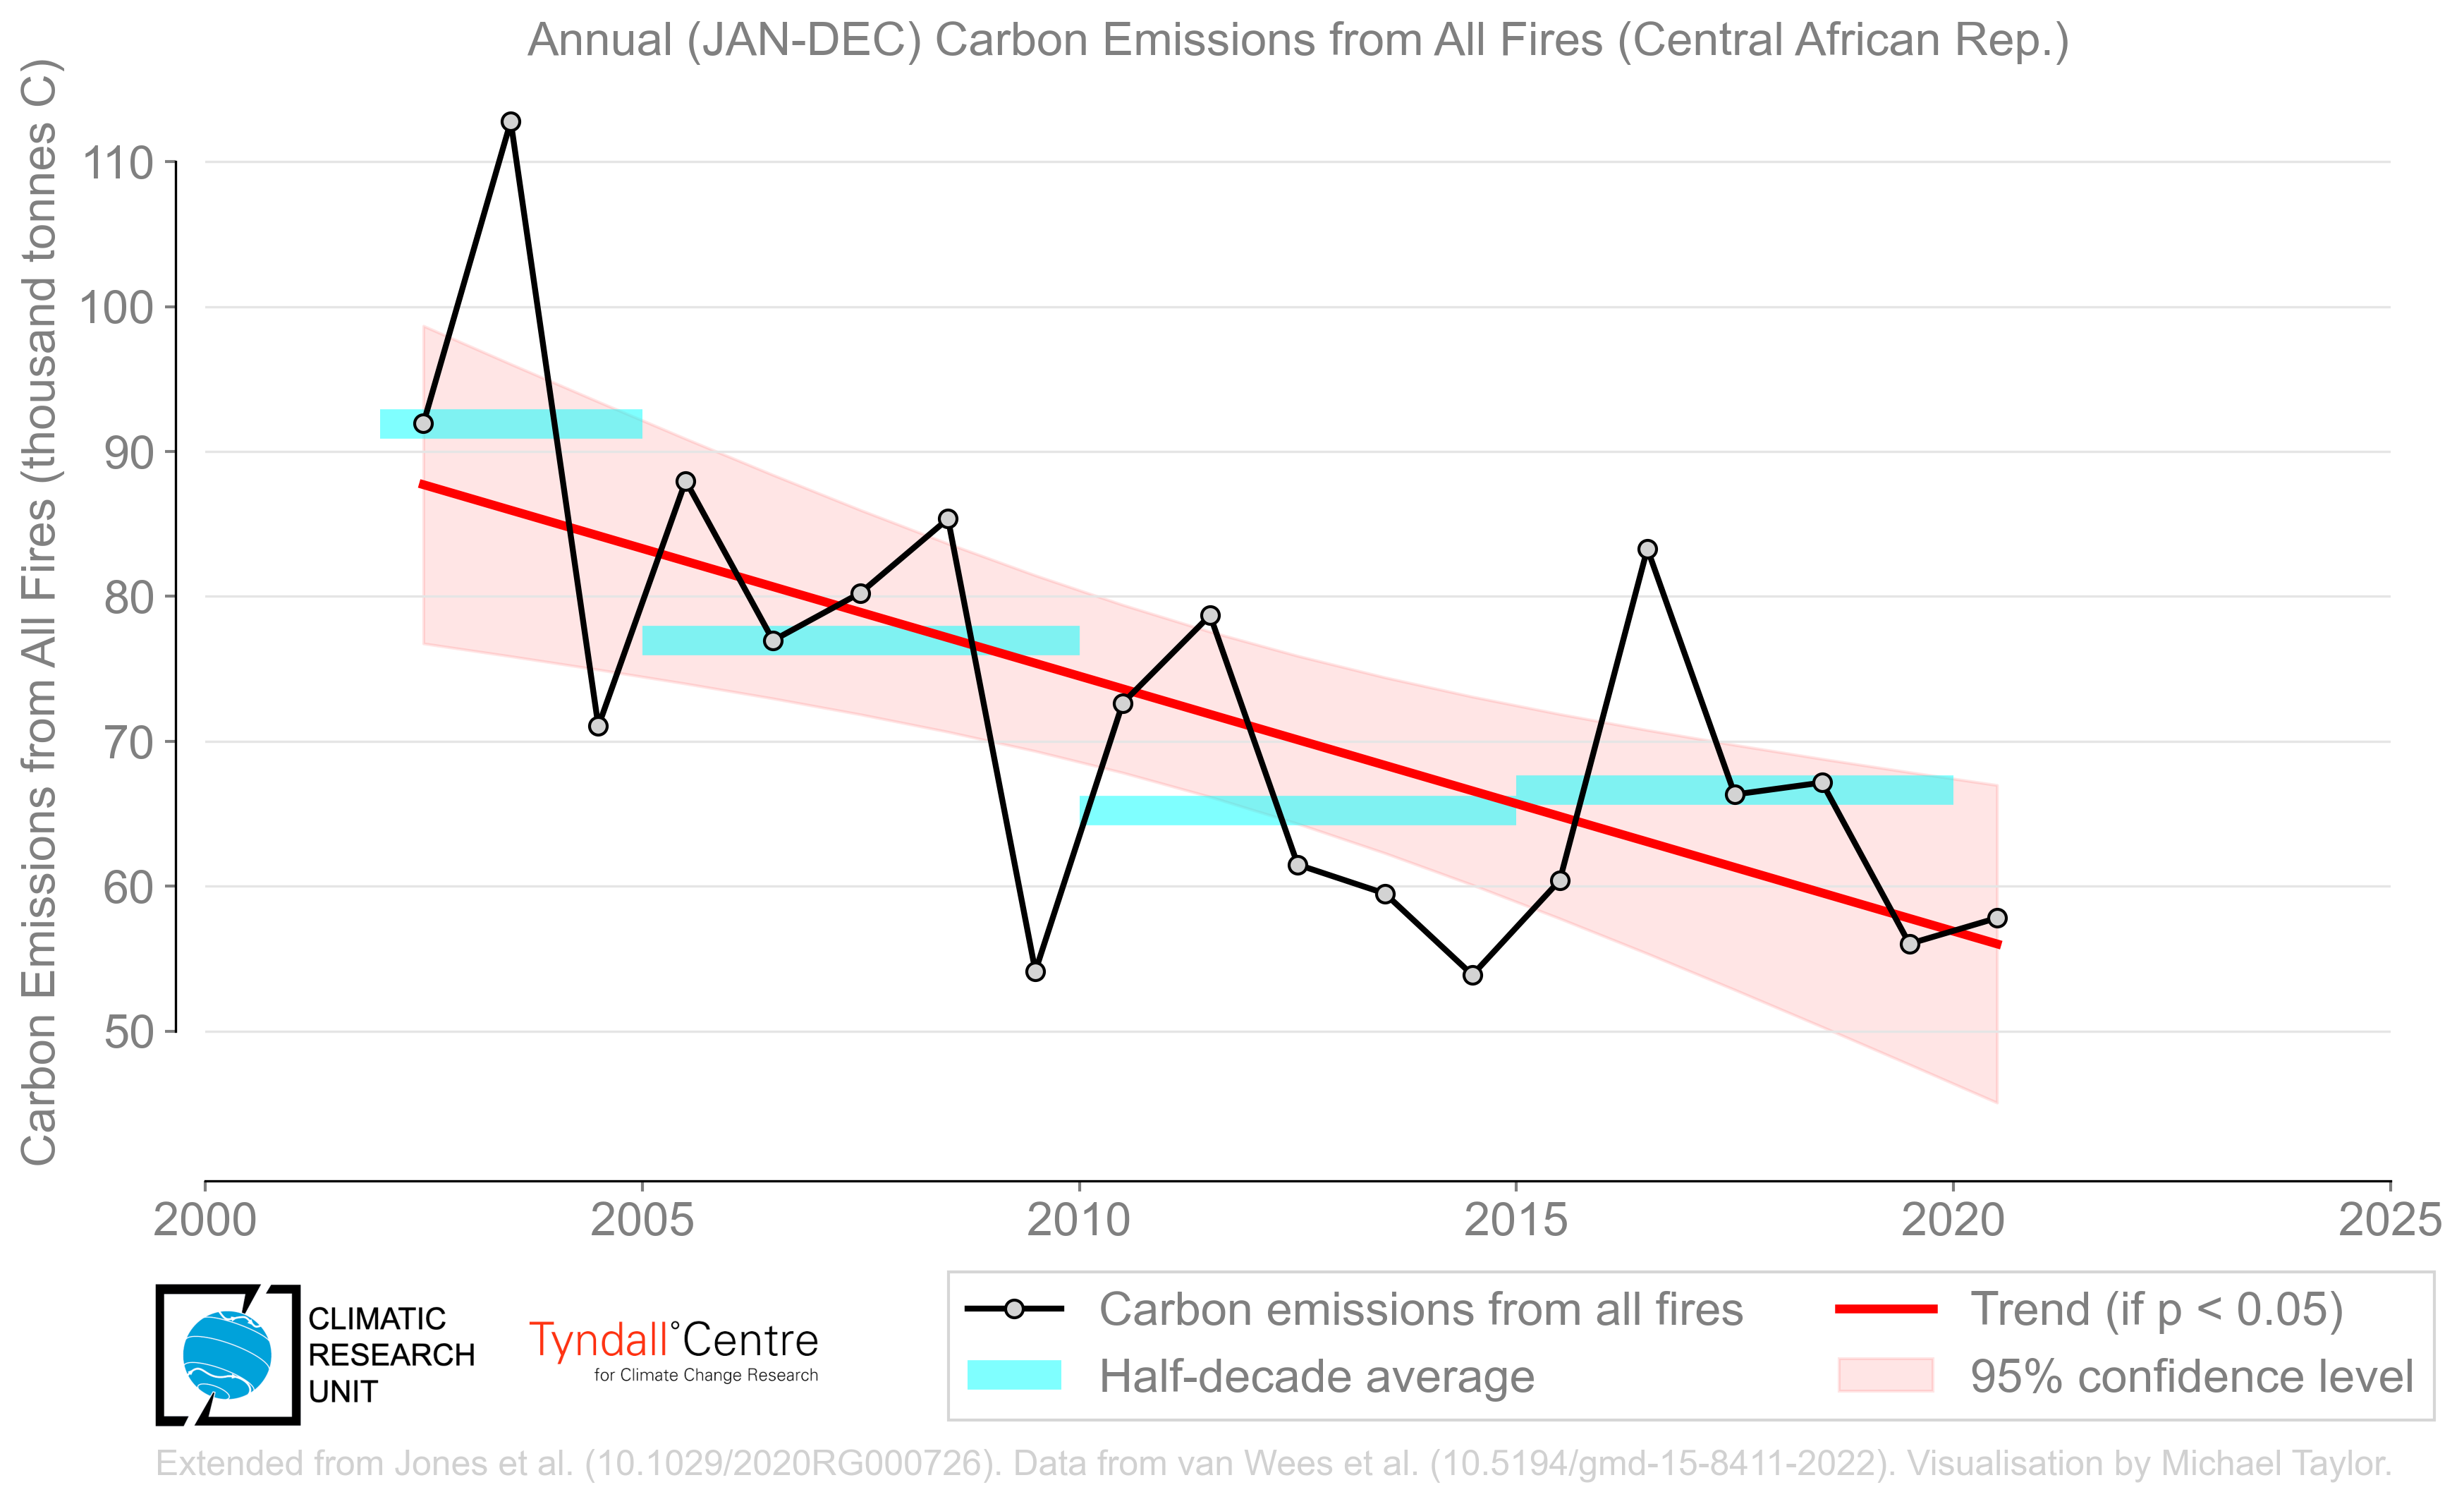 Annual (JAN-DEC) Carbon Emissions from All Fires (Central African Rep.)
Carbon Emissions from All Fires (thousand tonnes C)
110
100
90
80
70
60
50
2000 2005 2010 2015 2020 2025
CLIMATIC
RESEARCH
UNIT
Tyndall°Centre
for Climate Change Research
Carbon emissions from all fires
Half-decade average
Trend (if p < 0.05)
95% confidence level
Extended from Jones et al. (10.1029/2020RG000726). Data from van Wees et al. (10.5194/gmd-15-8411-2022). Visualisation by Michael Taylor.